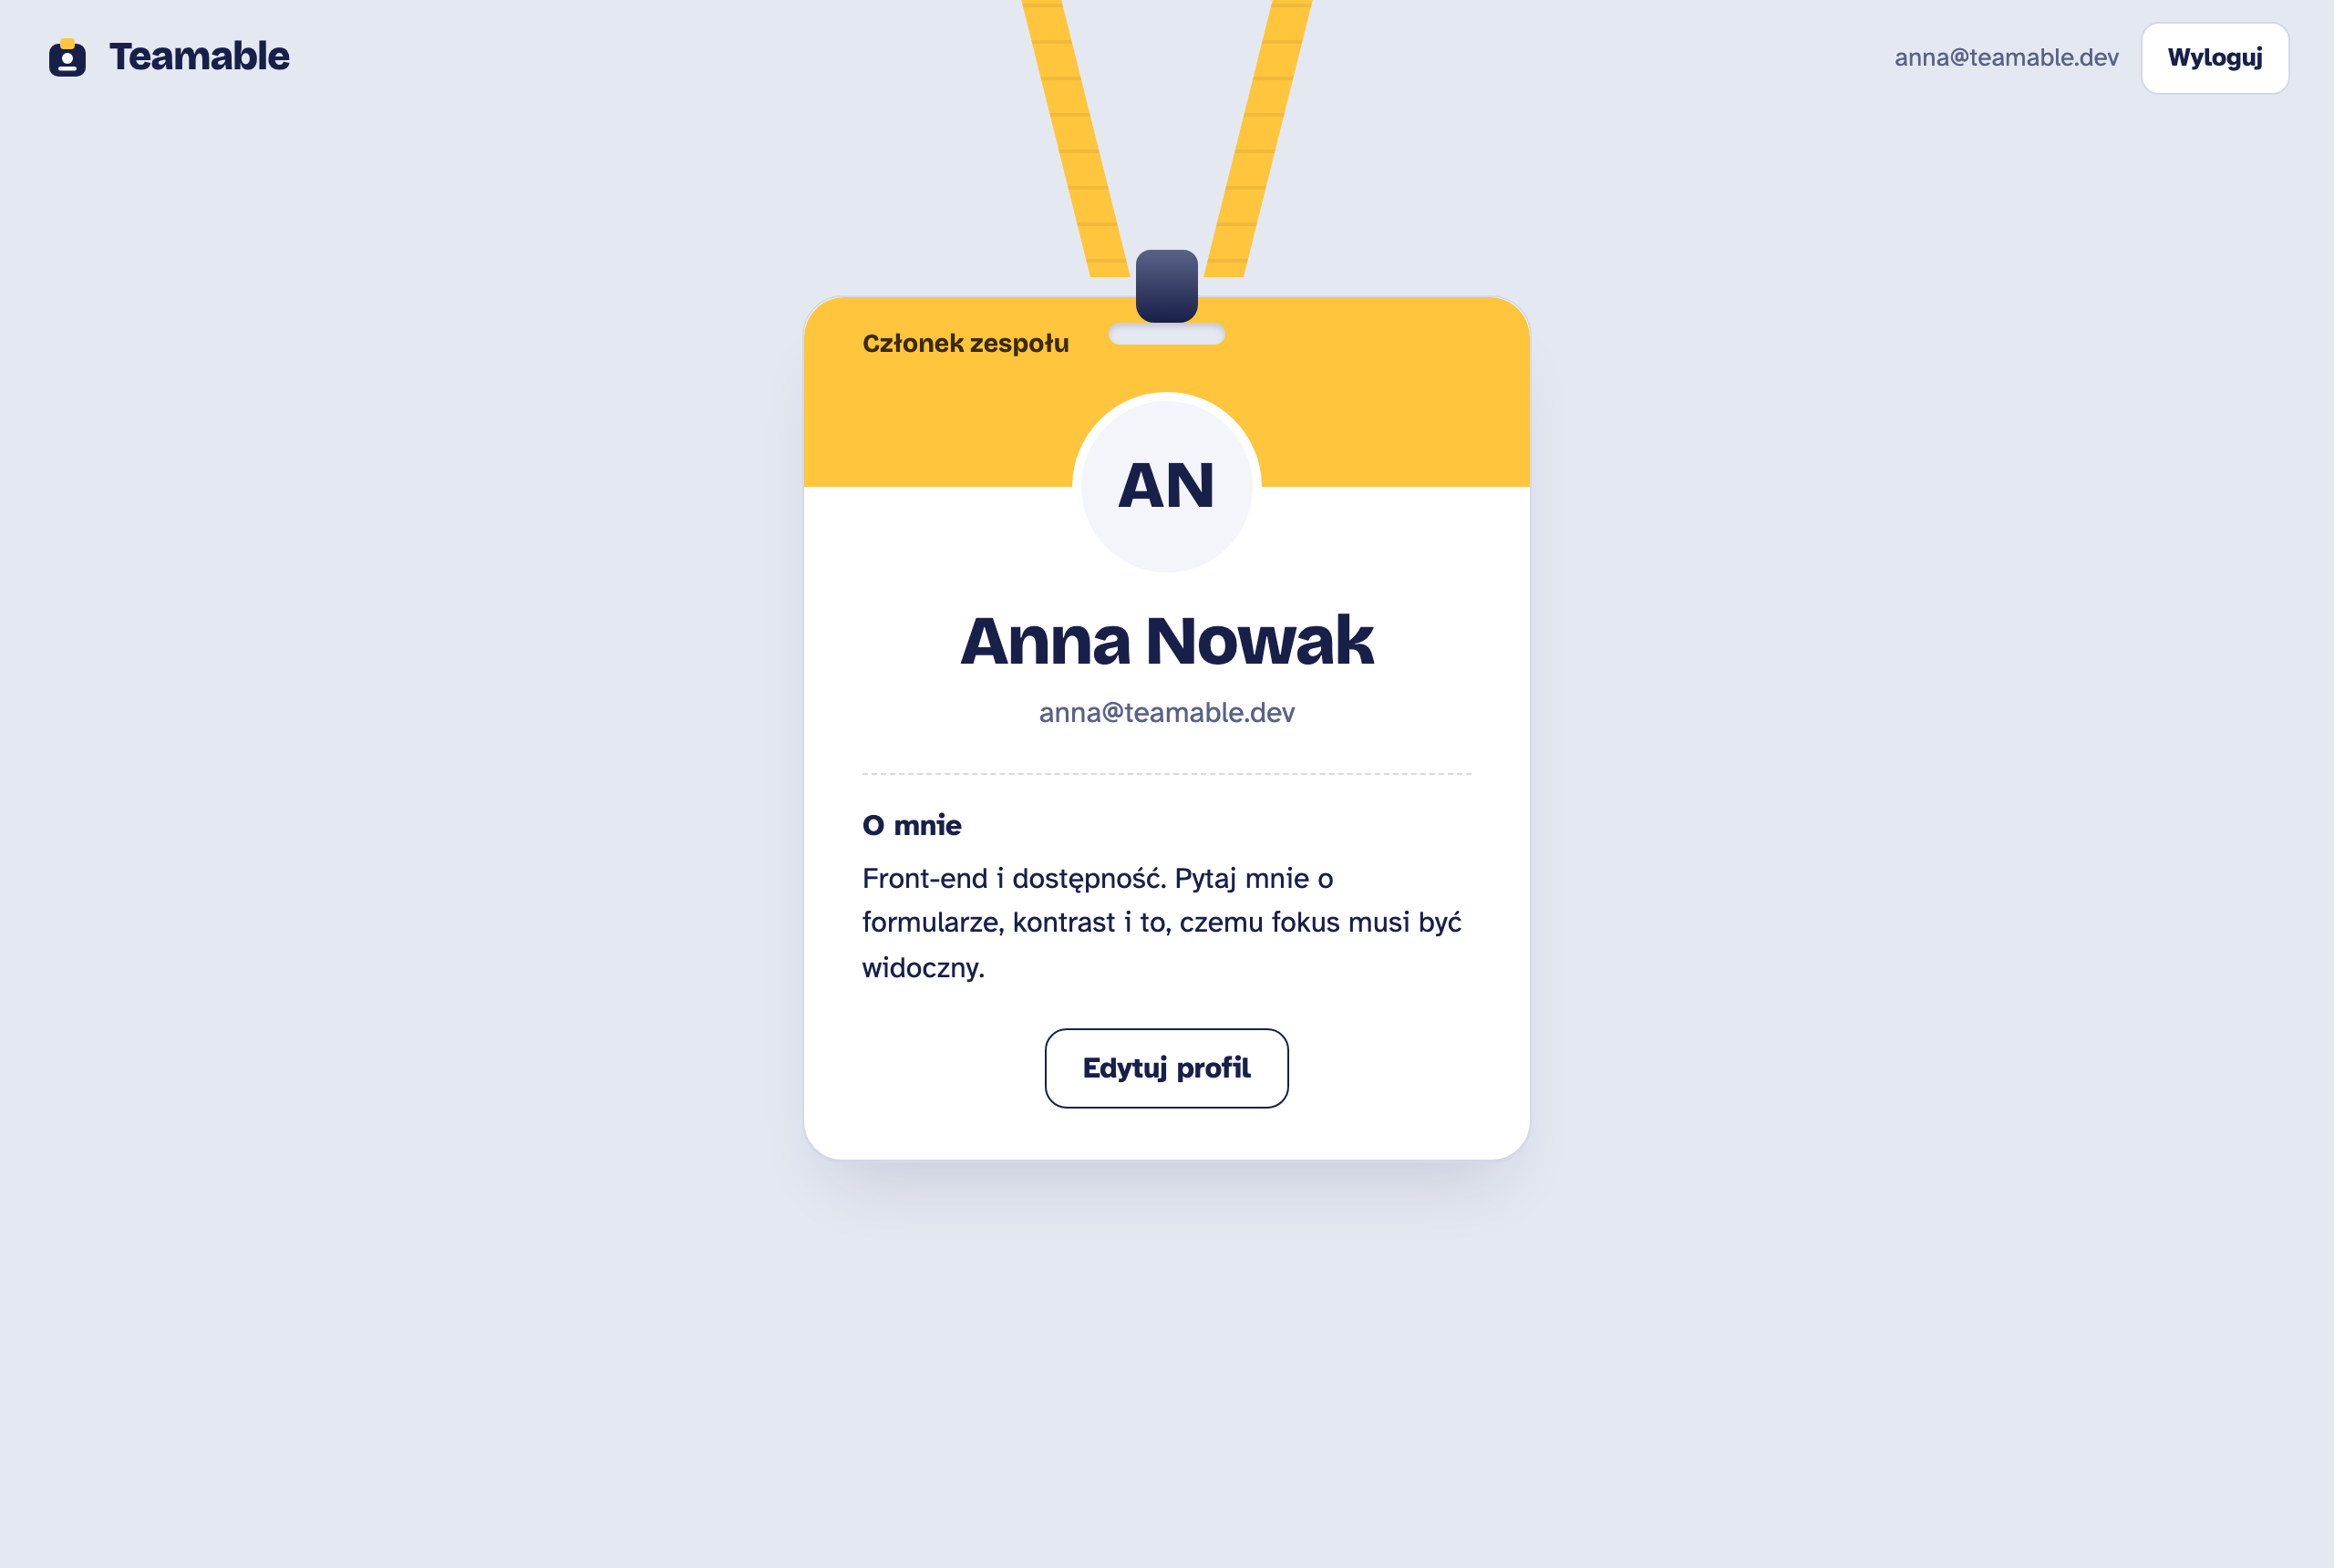 Teamable
anna@teamable.dev
Wyloguj
Członek zespołu
AN
Anna Nowak
anna@teamable.dev
O mnie
Front-end i dostępność. Pytaj mnie o
formularze, kontrast i to, czemu fokus musi być
widoczny.
Edytuj profil